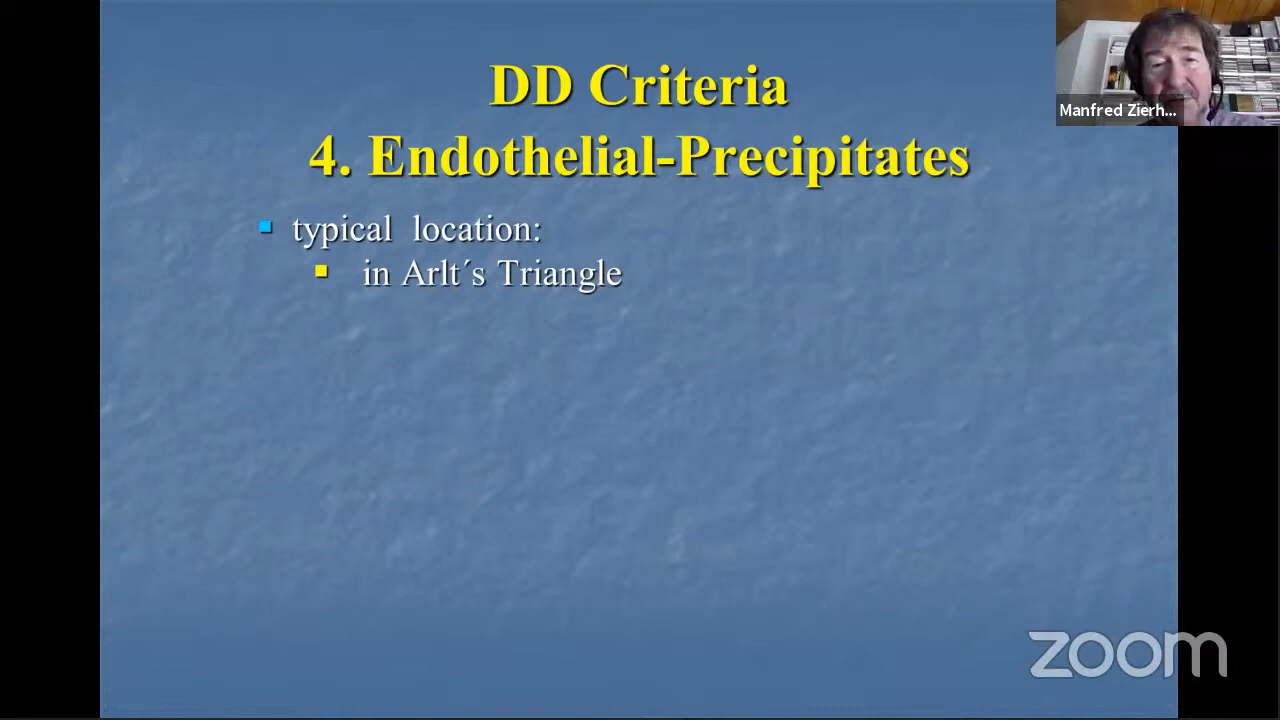 DD Criteria
4. Endothelial-Precipitates
typical location:
in Arlt´s Triangle
Manfred Zierh...
zoom